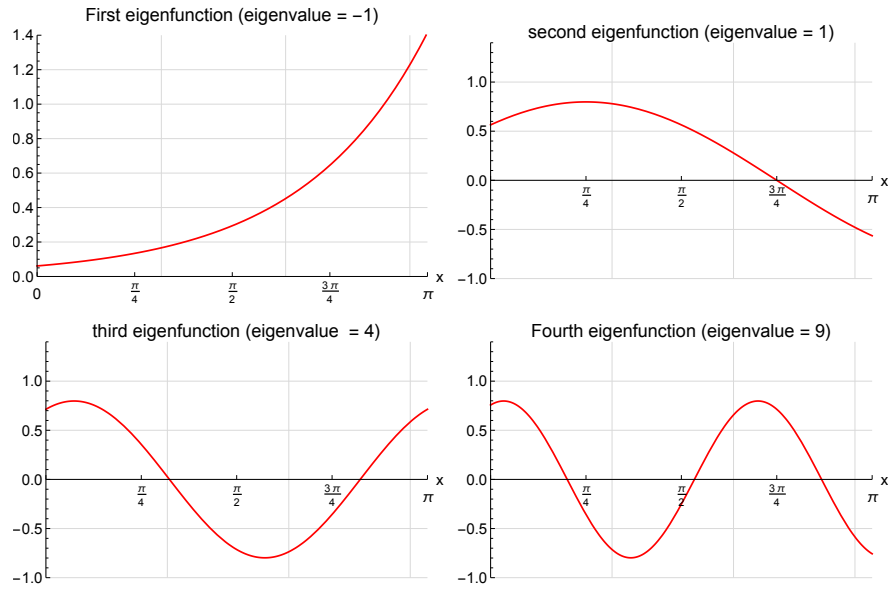 First eigenfunction (eigenvalue = −1)
1.4
1.2
1.0
0.8
0.6
0.4
0.2
0.0
0
π/4
π/2
3π/4
π
x
second eigenfunction (eigenvalue = 1)
1.0
0.5
0.0
−0.5
−1.0
π/4
π/2
3π/4
π
x
third eigenfunction (eigenvalue = 4)
1.0
0.5
0.0
−0.5
−1.0
π/4
π/2
3π/4
π
x
Fourth eigenfunction (eigenvalue = 9)
1.0
0.5
0.0
−0.5
−1.0
π/4
π/2
3π/4
π
x